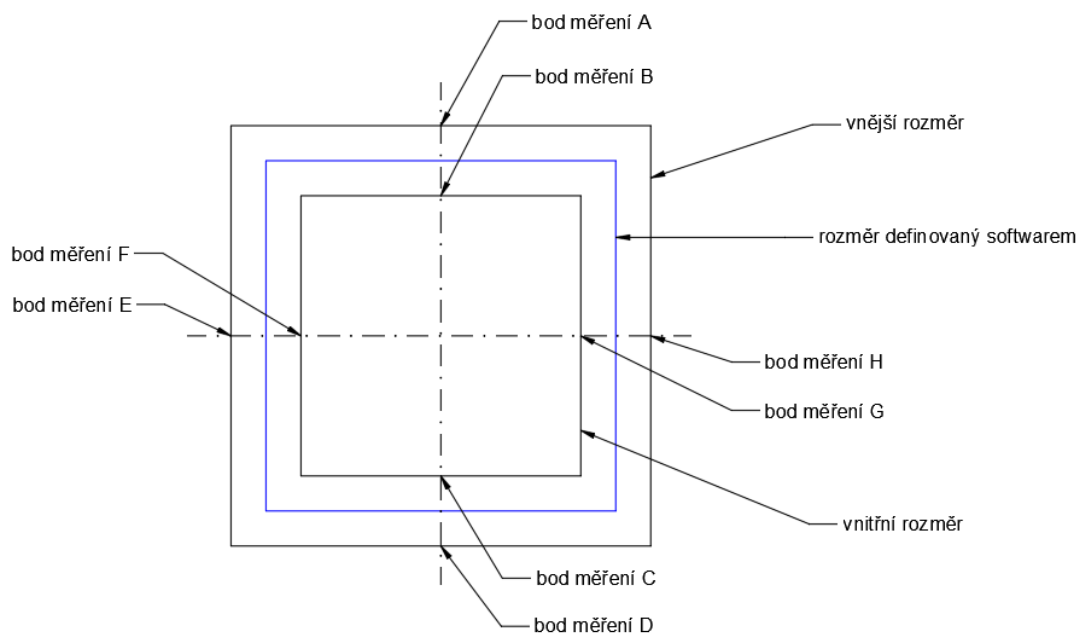 bod měření A
bod měření B
vnější rozměr
rozměr definovaný softwarem
bod měření F
bod měření E
bod měření H
bod měření G
vnitřní rozměr
bod měření C
bod měření D